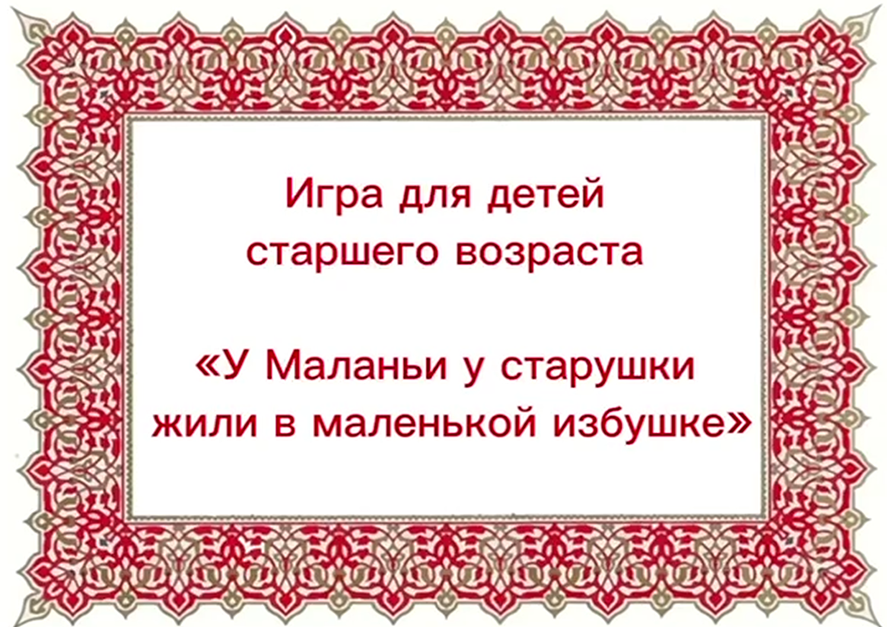 Игра для детей
старшего возраста
«У Маланьи у старушки
жили в маленькой избушке»